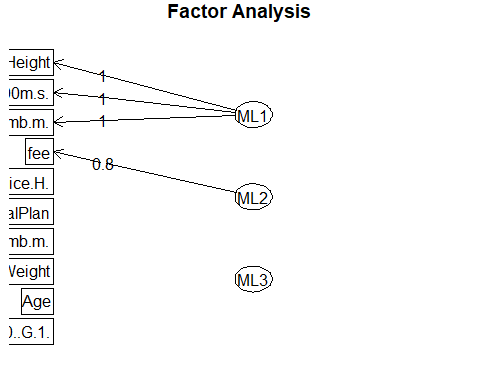 Factor Analysis
Height
1
00m.s.
1
mb.m.
1
ML1
fee
0.8
ice.H.
ML2
alPlan
mb.m.
Weight
ML3
Age
0..G.1.